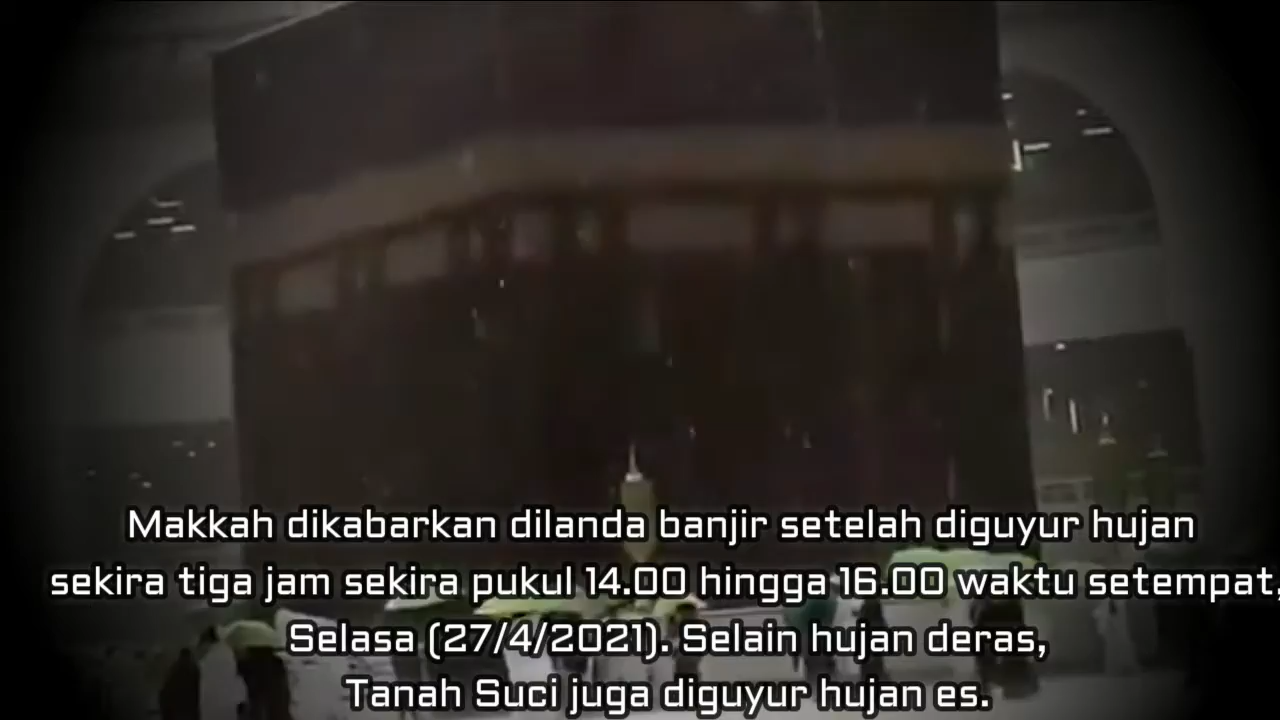 Makkah dikabarkan dilanda banjir setelah diguyur hujan
sekira tiga jam sekira pukul 14.00 hingga 16.00 waktu setempat,
Selasa (27/4/2021). Selain hujan deras,
Tanah Suci juga diguyur hujan es.